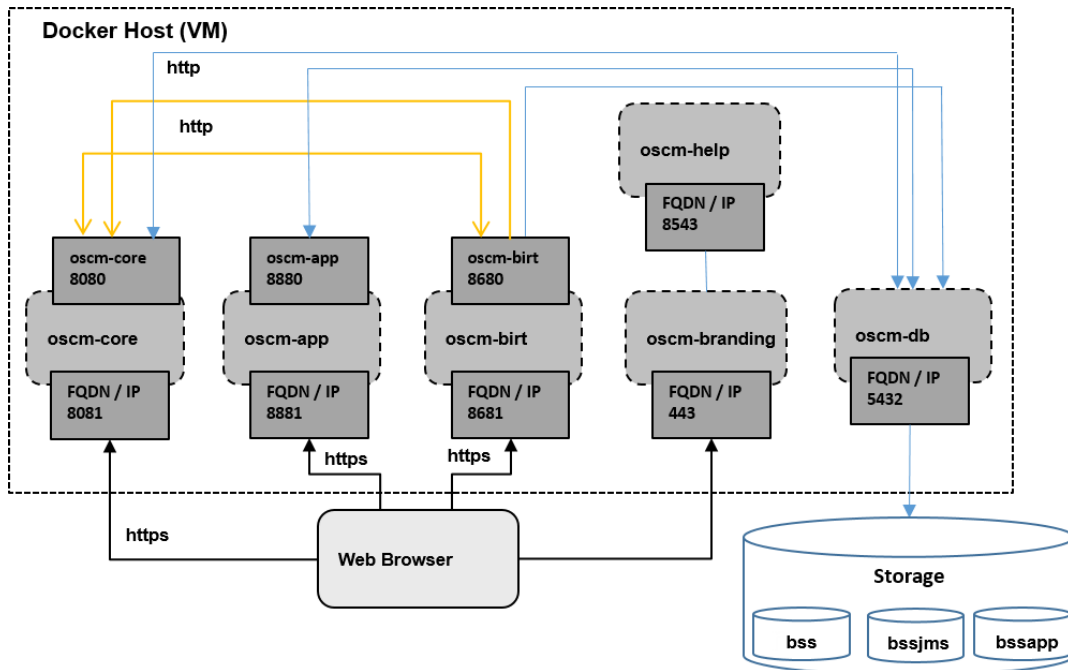 Docker Host (VM)
http
http
oscm-help
FQDN / IP
8543
oscm-core
8080
oscm-app
8880
oscm-birt
8680
oscm-core
oscm-app
oscm-birt
oscm-branding
oscm-db
FQDN / IP
8081
FQDN / IP
8881
FQDN / IP
8681
FQDN / IP
443
FQDN / IP
5432
https
https
https
Web Browser
Storage
bss
bssjms
bssapp